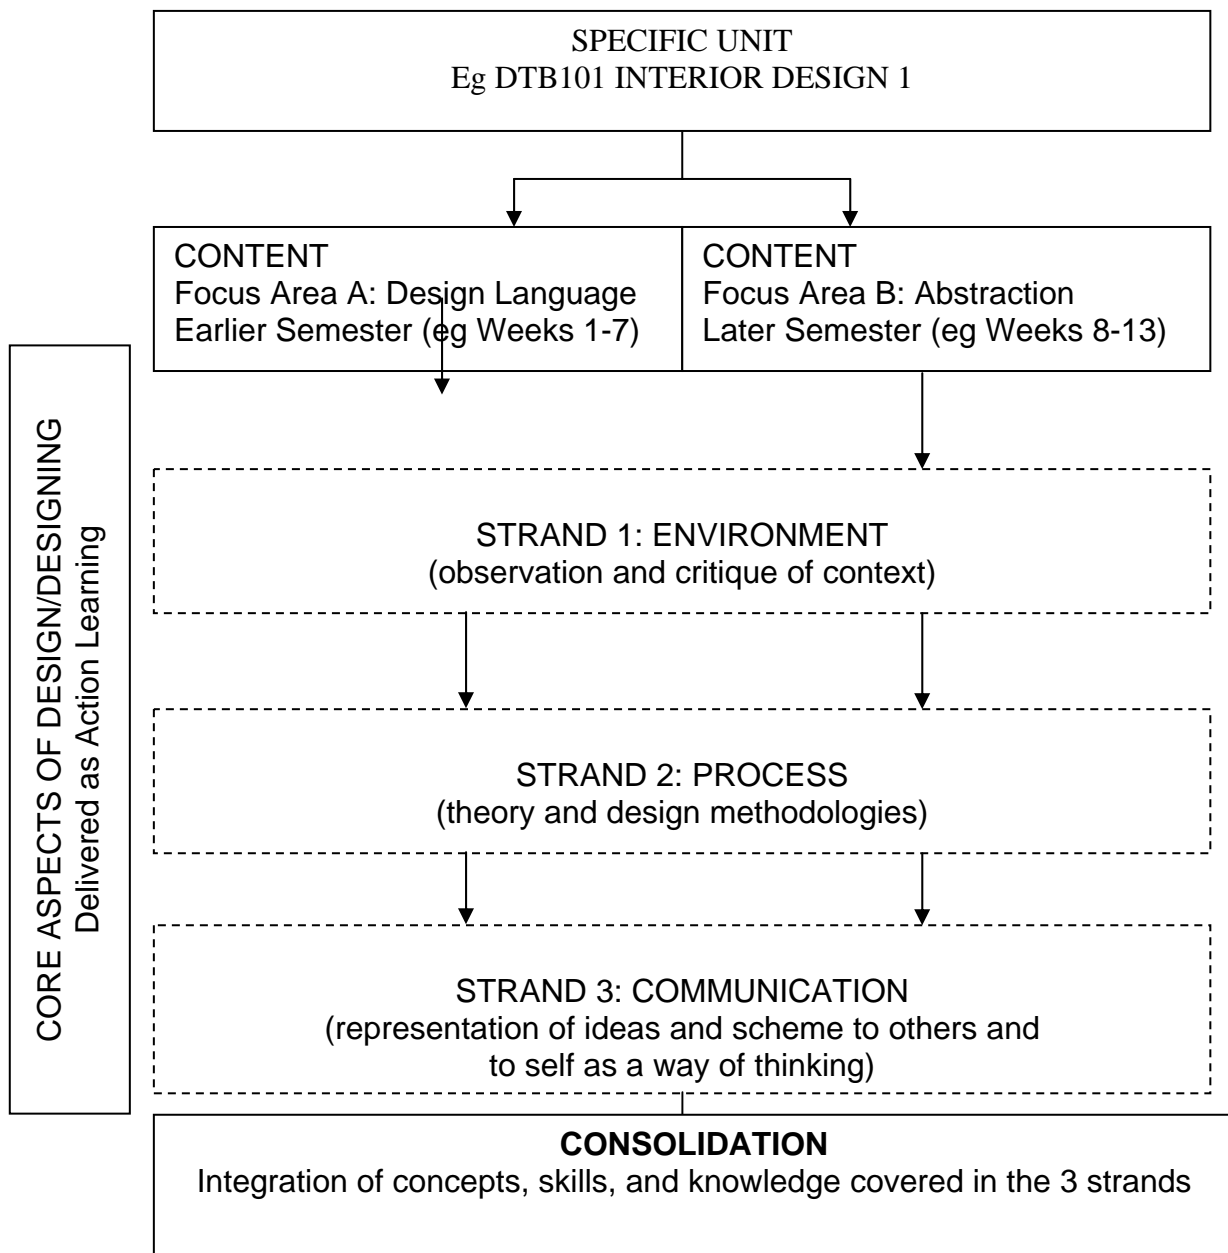 SPECIFIC UNIT
Eg DTB101 INTERIOR DESIGN 1
CONTENT
Focus Area A: Design Language
Earlier Semester (eg Weeks 1-7)
CONTENT
Focus Area B: Abstraction
Later Semester (eg Weeks 8-13)
CORE ASPECTS OF DESIGN/DESIGNING
Delivered as Action Learning
STRAND 1: ENVIRONMENT
(observation and critique of context)
STRAND 2: PROCESS
(theory and design methodologies)
STRAND 3: COMMUNICATION
(representation of ideas and scheme to others and
to self as a way of thinking)
CONSOLIDATION
Integration of concepts, skills, and knowledge covered in the 3 strands